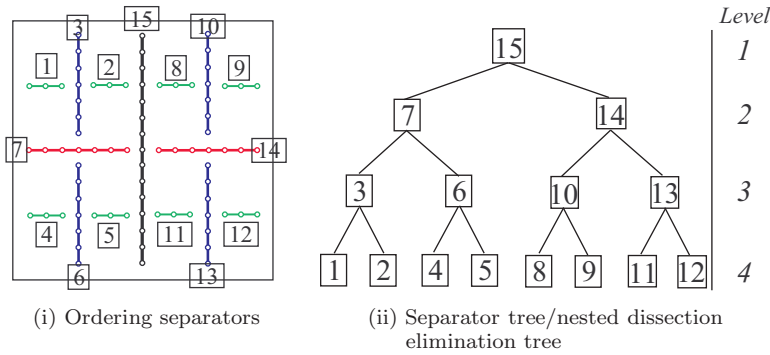 3 15 10
1 2 8 9
7 14
4 5 11 12
6 13
(i) Ordering separators
Level
15 1
7 14 2
3 6 10 13 3
1 2 4 5 8 9 11 12 4
(ii) Separator tree/nested dissection
elimination tree